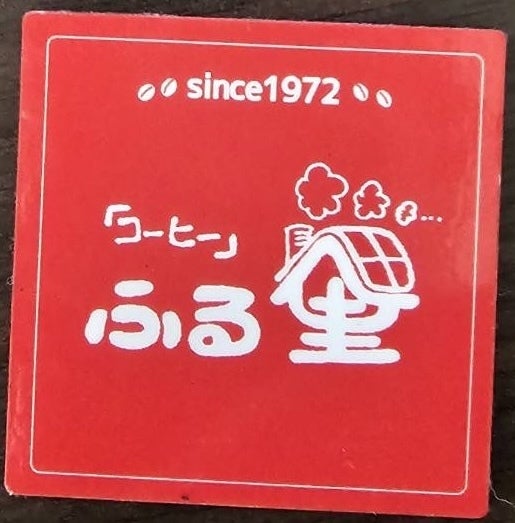 since1972
「コーヒー」
ふる里
...